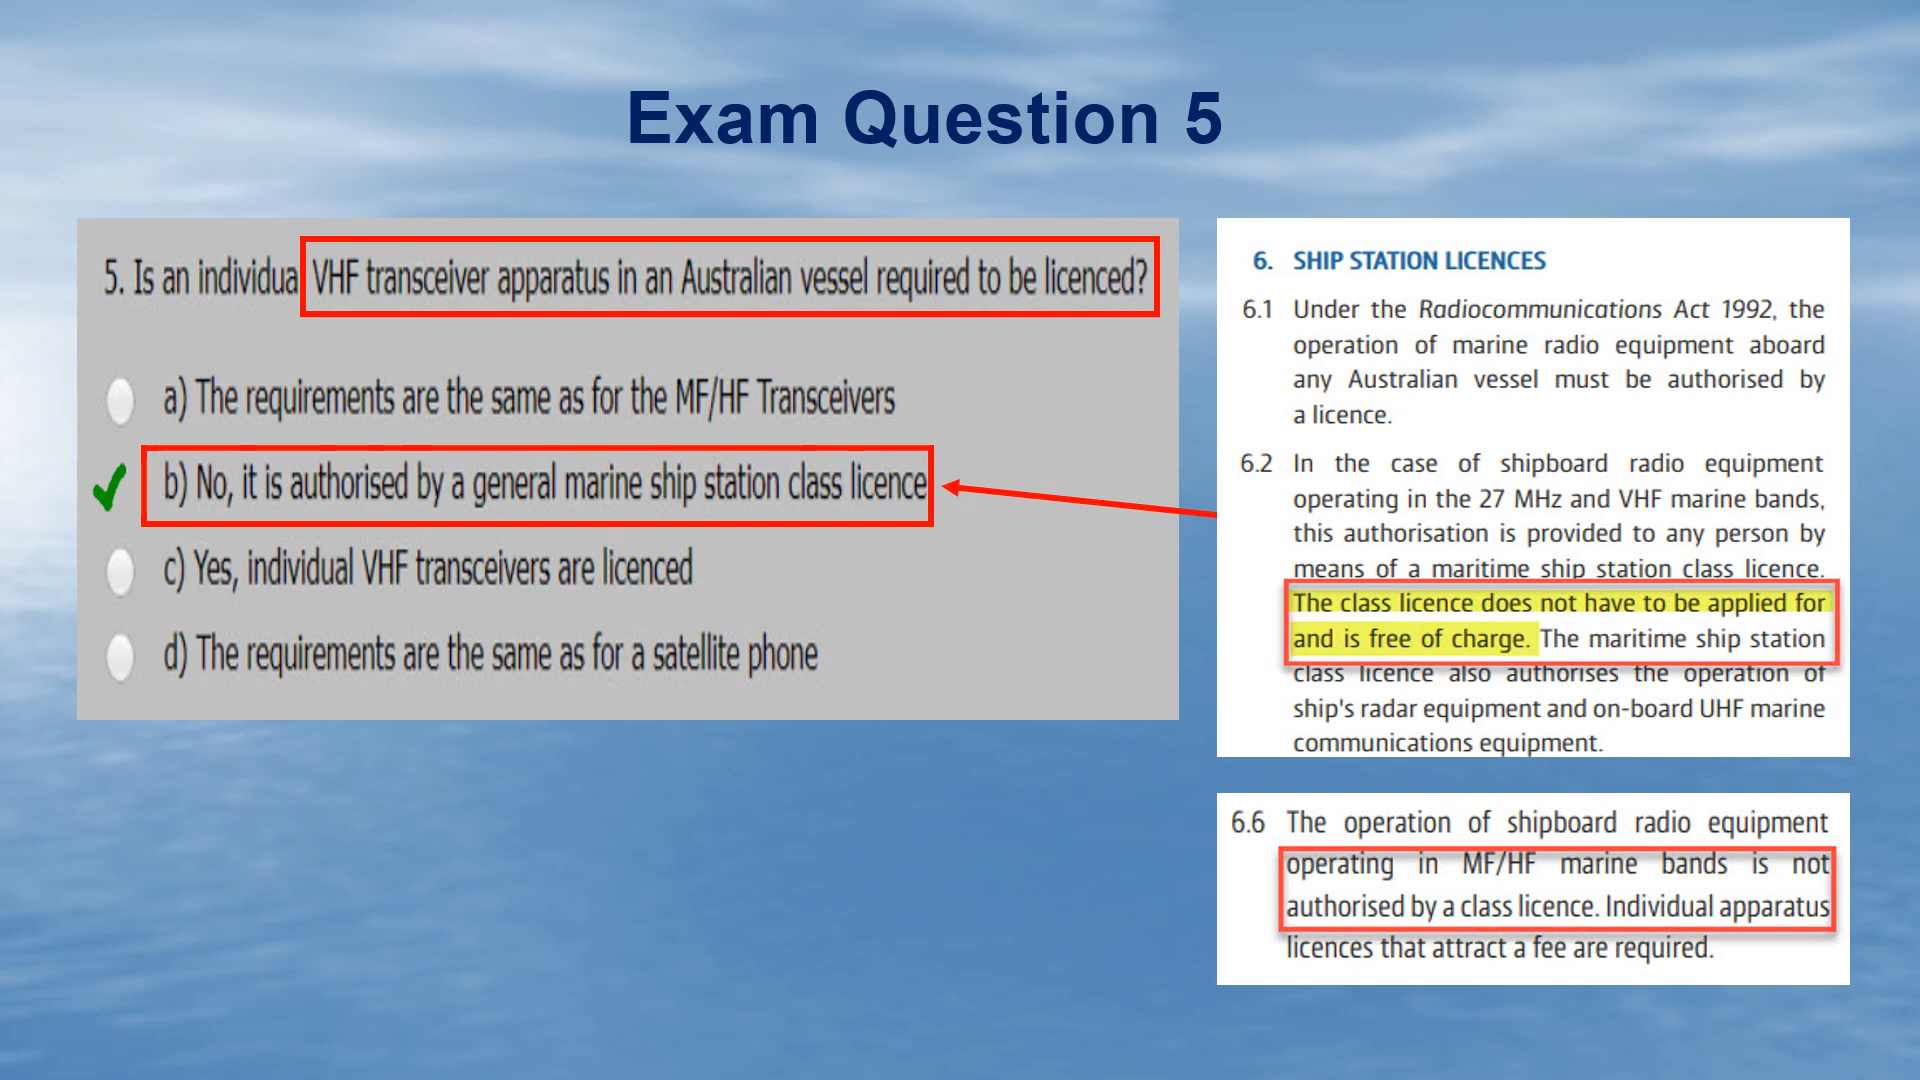 Exam Question 5
5. Is an individua VHF transceiver apparatus in an Australian vessel required to be licenced?
a) The requirements are the same as for the MF/HF Transceivers
b) No, it is authorised by a general marine ship station class licence
c) Yes, individual VHF transceivers are licenced
d) The requirements are the same as for a satellite phone
6. SHIP STATION LICENCES
6.1 Under the Radiocommunications Act 1992, the
operation of marine radio equipment aboard
any Australian vessel must be authorised by
a licence.
6.2 In the case of shipboard radio equipment
operating in the 27 MHz and VHF marine bands,
this authorisation is provided to any person by
means of a maritime ship station class licence.
The class licence does not have to be applied for
and is free of charge. The maritime ship station
class licence also authorises the operation of
ship's radar equipment and on-board UHF marine
communications equipment.
6.6 The operation of shipboard radio equipment
operating in MF/HF marine bands is not
authorised by a class licence. Individual apparatus
licences that attract a fee are required.